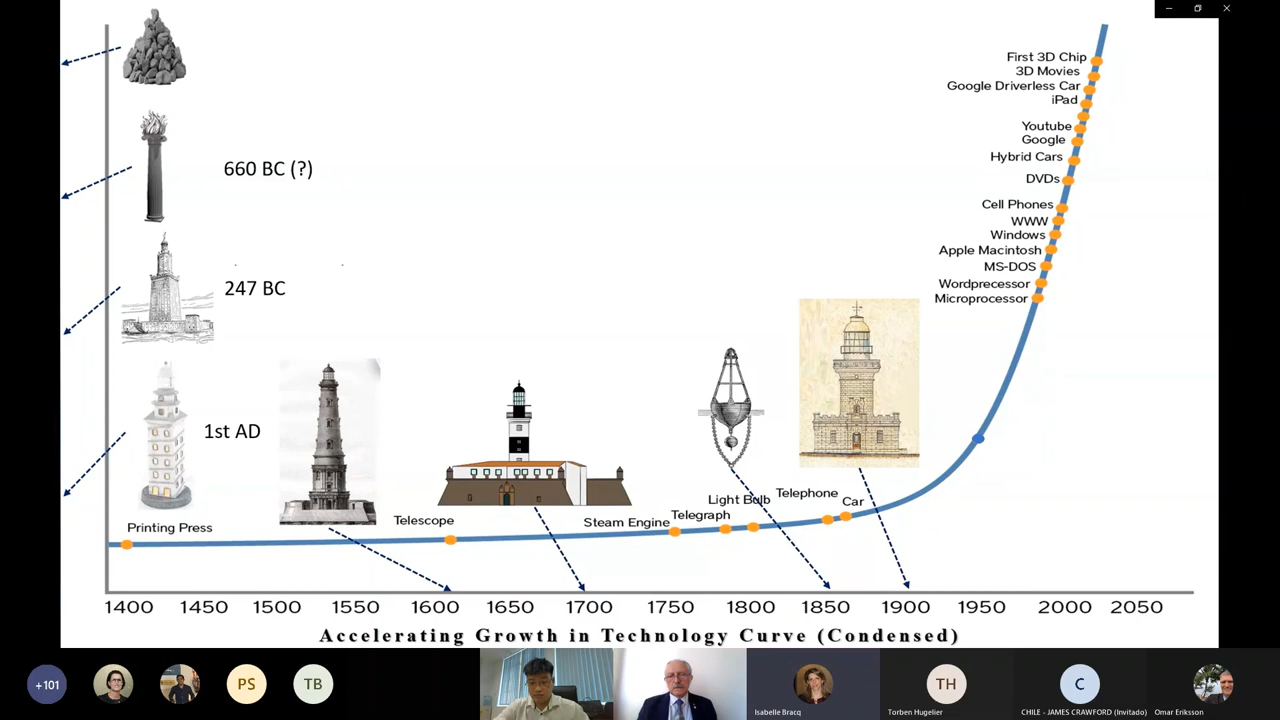 First 3D Chip
3D Movies
Google Driverless Car
iPad
Youtube
Google
Hybrid Cars
DVDs
Cell Phones
WWW
Windows
Apple Macintosh
MS-DOS
Wordprecessor
Microprocessor
660 BC (?)
247 BC
1st AD
Printing Press
Telescope
Steam Engine
Telegraph
Light Bulb
Telephone
Car
1400 1450 1500 1550 1600 1650 1700 1750 1800 1850 1900 1950 2000 2050
Accelerating Growth in Technology Curve (Condensed)
+101
PS
TB
TH
C
Isabelle Bracq
Torben Hugelier
CHILE - JAMES CRAWFORD (Invitado)
Omar Eriksson